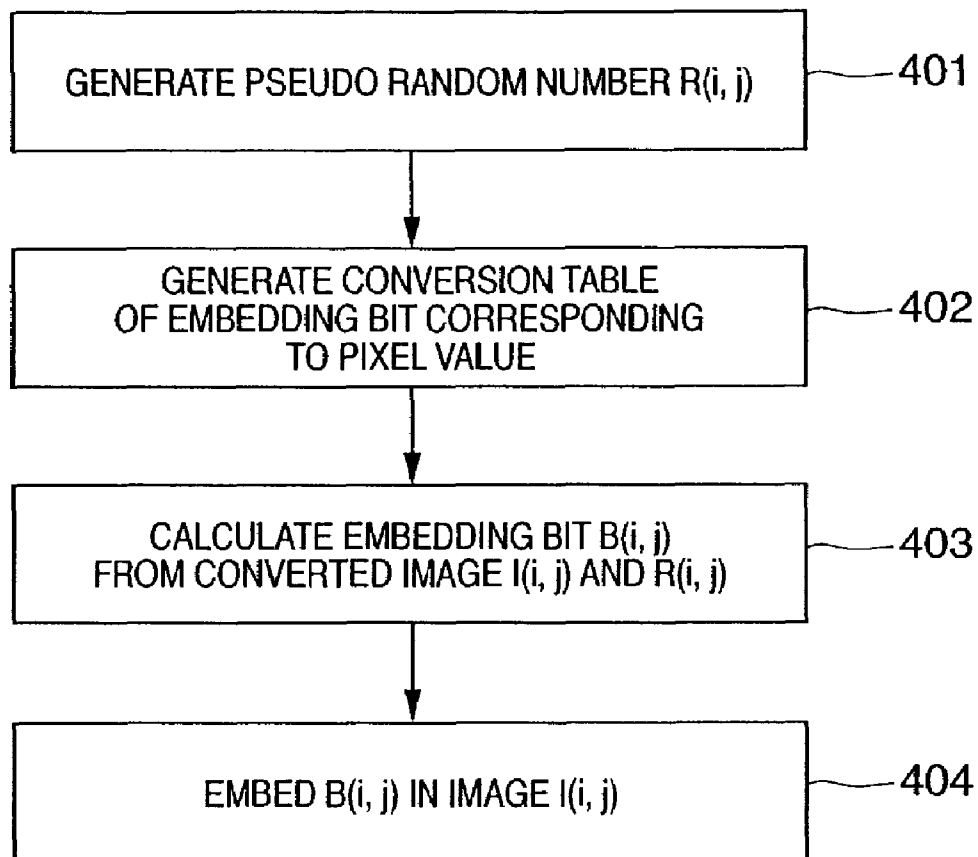 GENERATE PSEUDO RANDOM NUMBER R(i, j)
401
GENERATE CONVERSION TABLE
OF EMBEDDING BIT CORRESPONDING
TO PIXEL VALUE
402
CALCULATE EMBEDDING BIT B(i, j)
FROM CONVERTED IMAGE I(i, j) AND R(i, j)
403
EMBED B(i, j) IN IMAGE I(i, j)
404